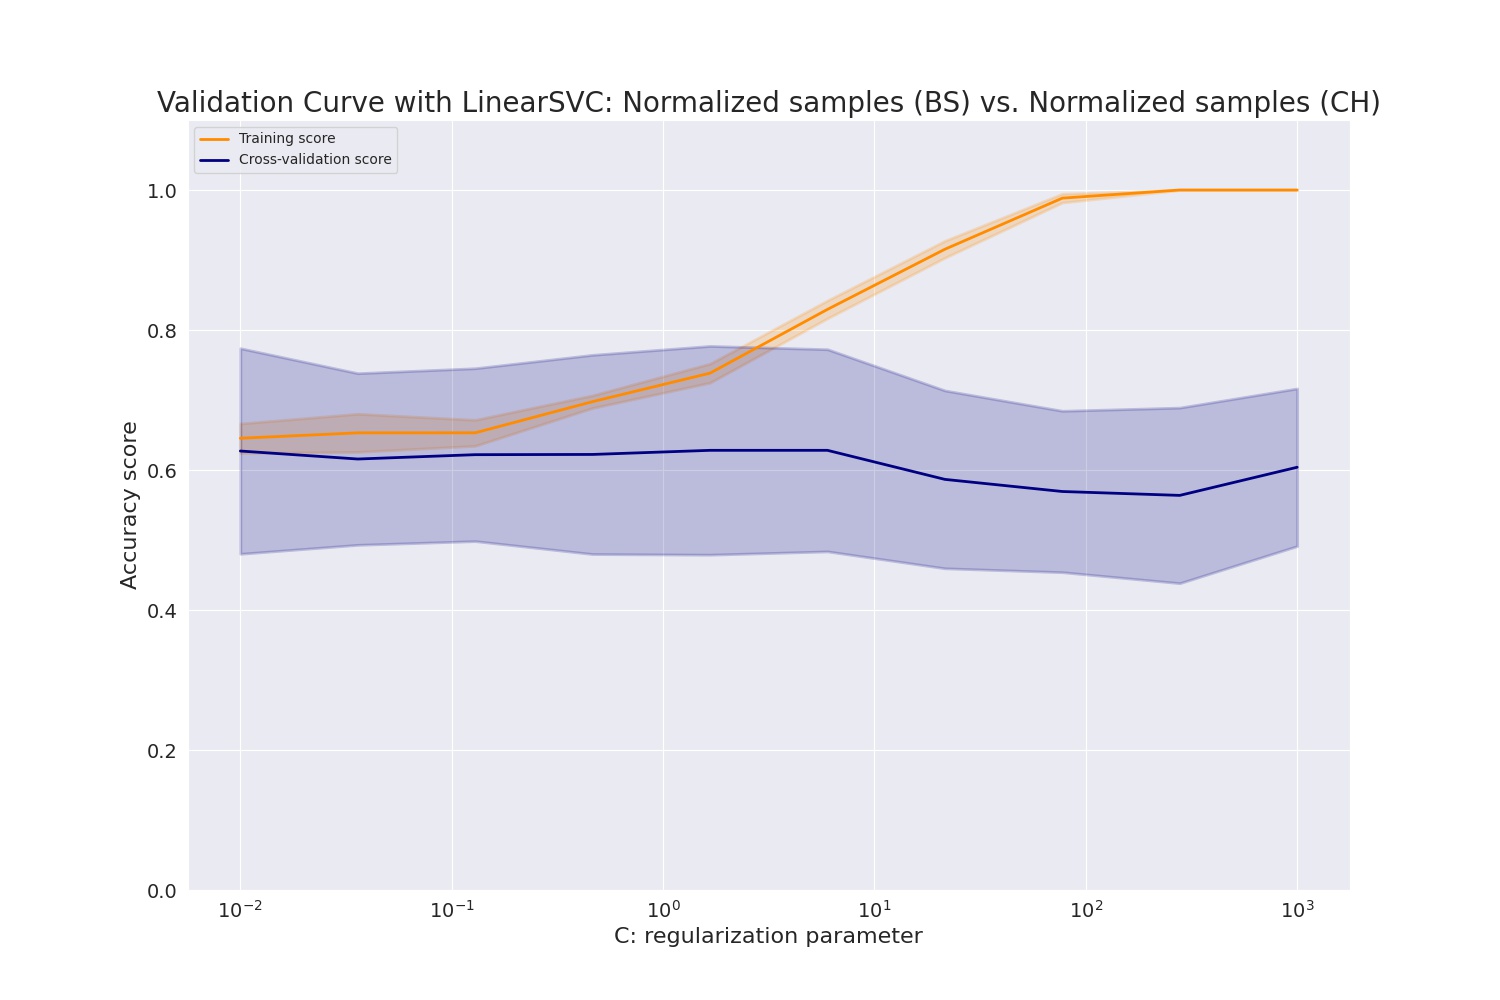 Validation Curve with LinearSVC: Normalized samples (BS) vs. Normalized samples (CH)
Training score
Cross-validation score
1.0
0.8
0.6
0.4
0.2
0.0
Accuracy score
10⁻² 10⁻¹ 10⁰ 10¹ 10² 10³
C: regularization parameter